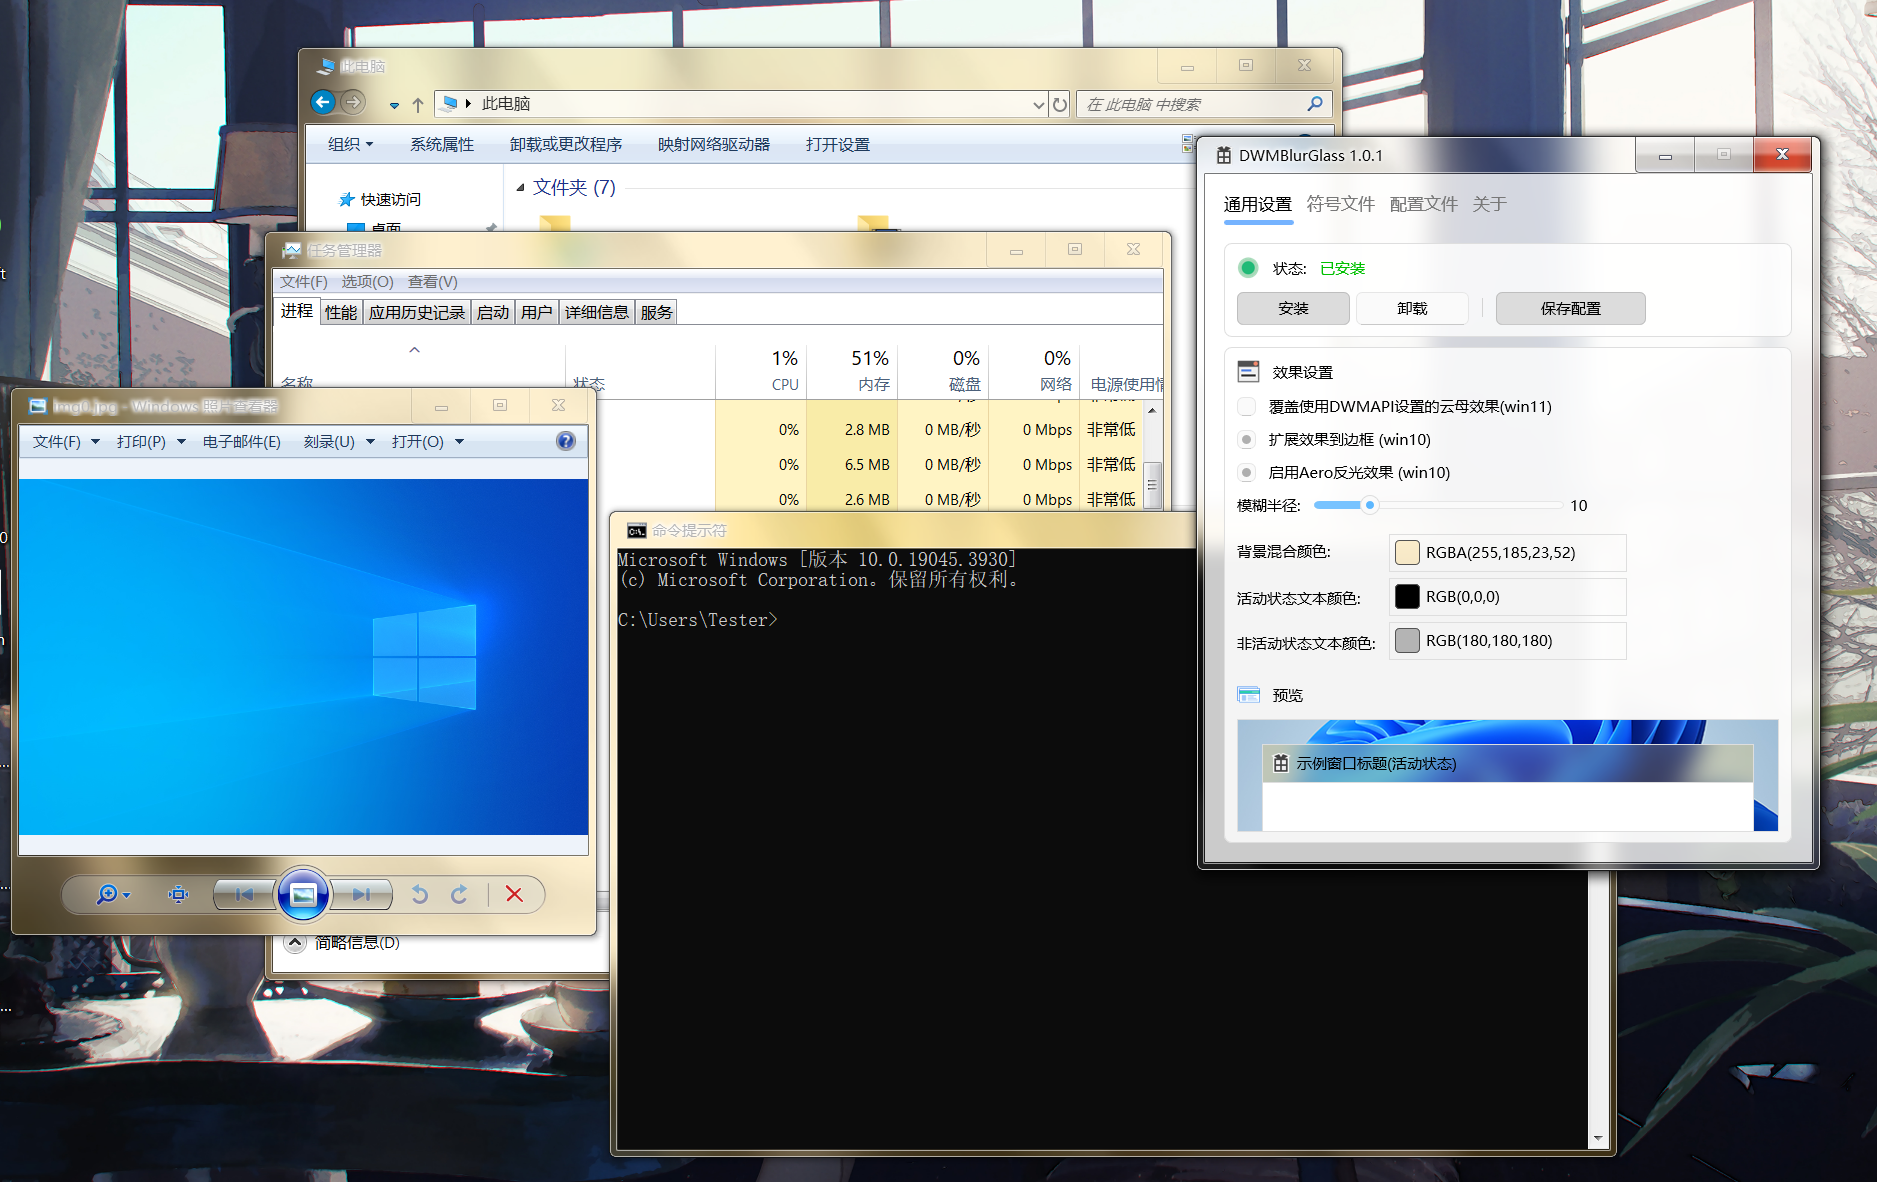 此电脑
此电脑
在 此电脑 中搜索
组织 系统属性 卸载或更改程序 映射网络驱动器 打开设置
快速访问
桌面
文件夹 (7)
任务管理器
文件(F) 选项(O) 查看(V)
进程 性能 应用历史记录 启动 用户 详细信息 服务
1% 51% 0% 0%
名称 状态 CPU 内存 磁盘 网络 电源使用情
0% 2.8 MB 0 MB/秒 0 Mbps 非常低
0% 6.5 MB 0 MB/秒 0 Mbps 非常低
0% 2.6 MB 0 MB/秒 0 Mbps 非常低
简略信息(D)
img0.jpg - Windows 照片查看器
文件(F) 打印(P) 电子邮件(E) 刻录(U) 打开(O)
命令提示符
Microsoft Windows [版本 10.0.19045.3930]
(c) Microsoft Corporation。保留所有权利。
C:\Users\Tester>
DWMBlurGlass 1.0.1
通用设置 符号文件 配置文件 关于
状态: 已安装
安装 卸载 保存配置
效果设置
覆盖使用DWMAPI设置的云母效果(win11)
扩展效果到边框 (win10)
启用Aero反光效果 (win10)
模糊半径: 10
背景混合颜色: RGBA(255,185,23,52)
活动状态文本颜色: RGB(0,0,0)
非活动状态文本颜色: RGB(180,180,180)
预览
示例窗口标题(活动状态)